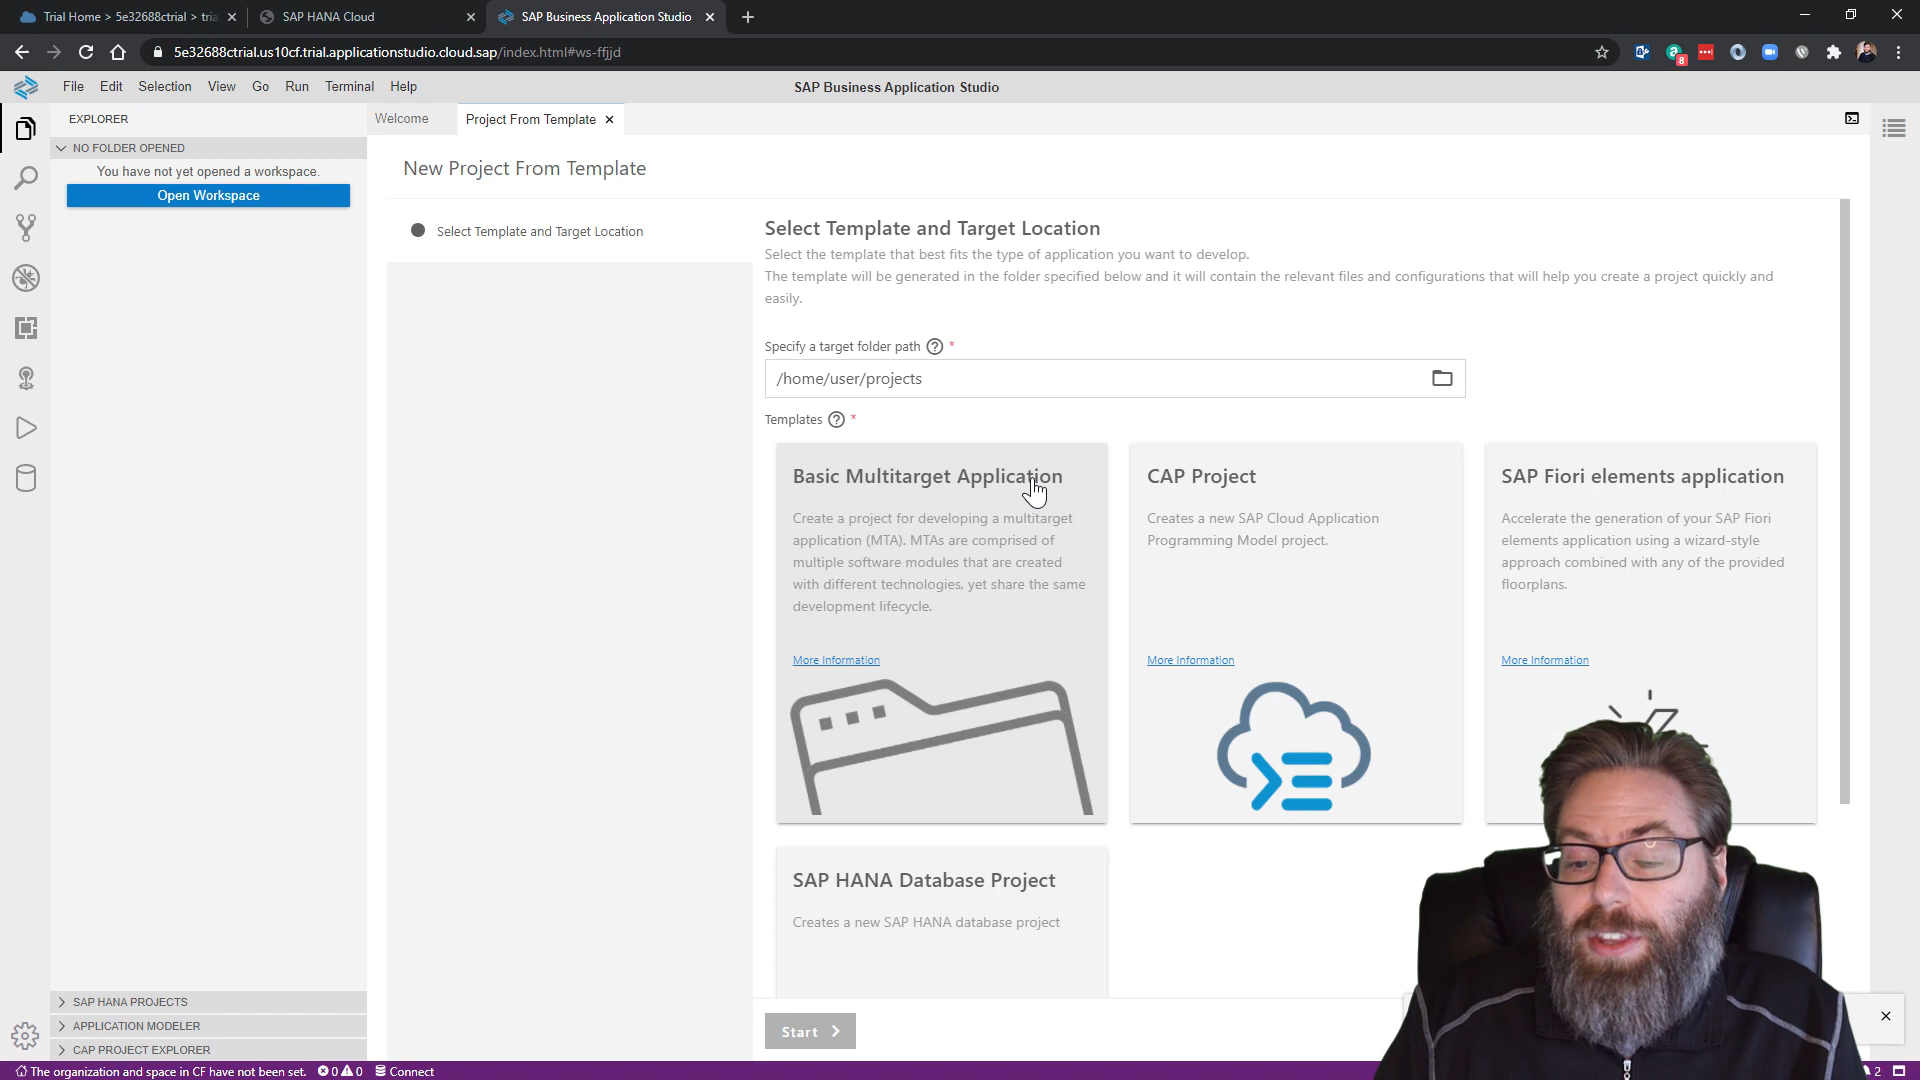 Trial Home > 5e32688ctrial > tria
SAP HANA Cloud
SAP Business Application Studio
5e32688ctrial.us10cf.trial.applicationstudio.cloud.sap/index.html#ws-ffjjd
8
File Edit Selection View Go Run Terminal Help
SAP Business Application Studio
EXPLORER
Welcome
Project From Template
NO FOLDER OPENED
You have not yet opened a workspace.
Open Workspace
New Project From Template
Select Template and Target Location
Select Template and Target Location
Select the template that best fits the type of application you want to develop.
The template will be generated in the folder specified below and it will contain the relevant files and configurations that will help you create a project quickly and
easily.
Specify a target folder path ? *
/home/user/projects
Templates ? *
Basic Multitarget Application
Create a project for developing a multitarget
application (MTA). MTAs are comprised of
multiple software modules that are created
with different technologies, yet share the same
development lifecycle.
More Information
CAP Project
Creates a new SAP Cloud Application
Programming Model project.
More Information
SAP Fiori elements application
Accelerate the generation of your SAP Fiori
elements application using a wizard-style
approach combined with any of the provided
floorplans.
More Information
SAP HANA Database Project
Creates a new SAP HANA database project
Start
SAP HANA PROJECTS
APPLICATION MODELER
CAP PROJECT EXPLORER
The organization and space in CF have not been set. 0 0 Connect
2